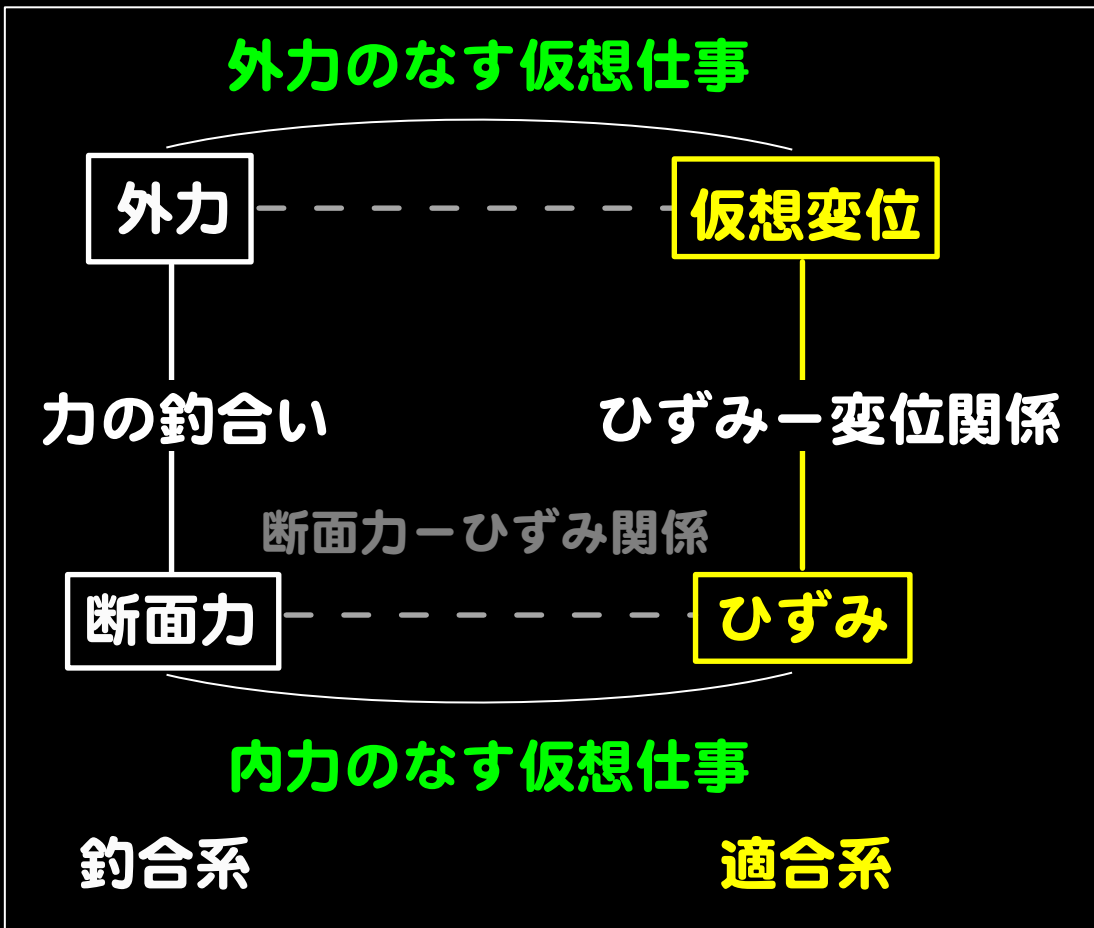 外力のなす仮想仕事
外力
仮想変位
力の釣合い
ひずみー変位関係
断面力ーひずみ関係
断面力
ひずみ
内力のなす仮想仕事
釣合系
適合系